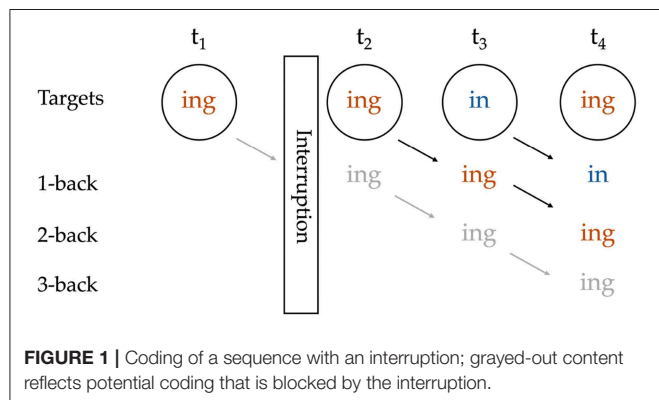 t₁ t₂ t₃ t₄
Targets ing ing in ing
Interruption
1-back ing ing in
2-back ing ing
3-back ing
FIGURE 1 | Coding of a sequence with an interruption; grayed-out content
reflects potential coding that is blocked by the interruption.